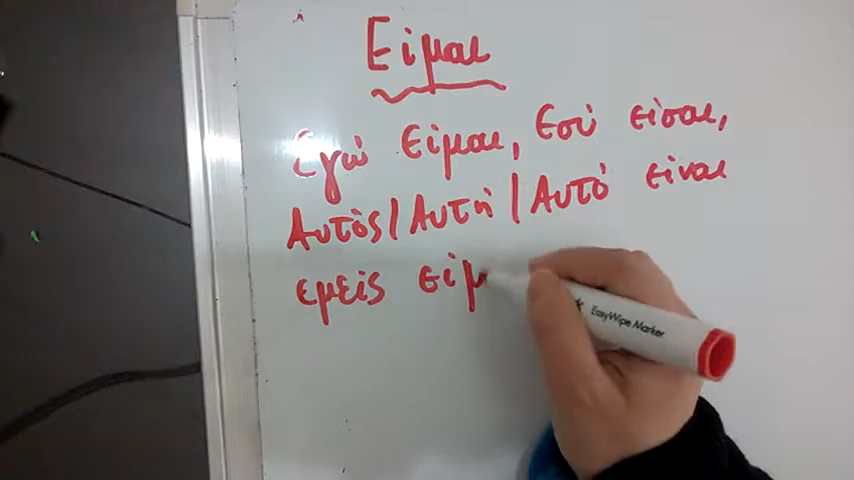 Είμαι
εγώ είμαι, εσύ είσαι,
Αυτός/Αυτή/Αυτό είναι
εμείς είμ
EasyWipe Marker